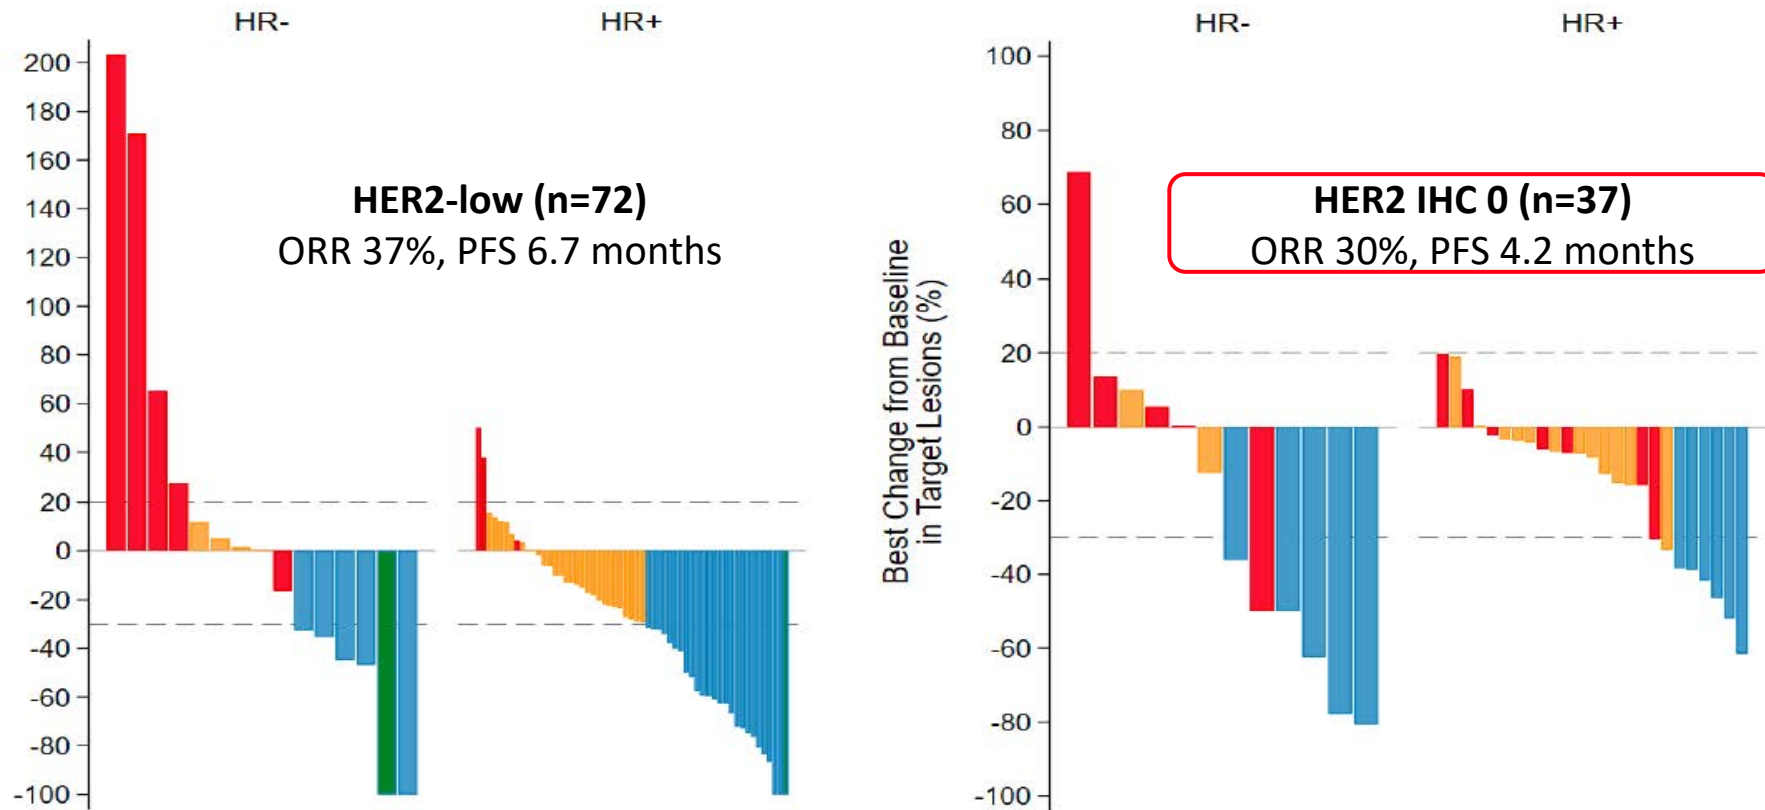 HR-
HR+
200
180
160
140
120
100
80
60
40
20
0
-20
-40
-60
-80
-100
HER2-low (n=72)
ORR 37%, PFS 6.7 months
HR-
HR+
Best Change from Baseline
in Target Lesions (%)
100
80
60
40
20
0
-20
-40
-60
-80
-100
HER2 IHC 0 (n=37)
ORR 30%, PFS 4.2 months